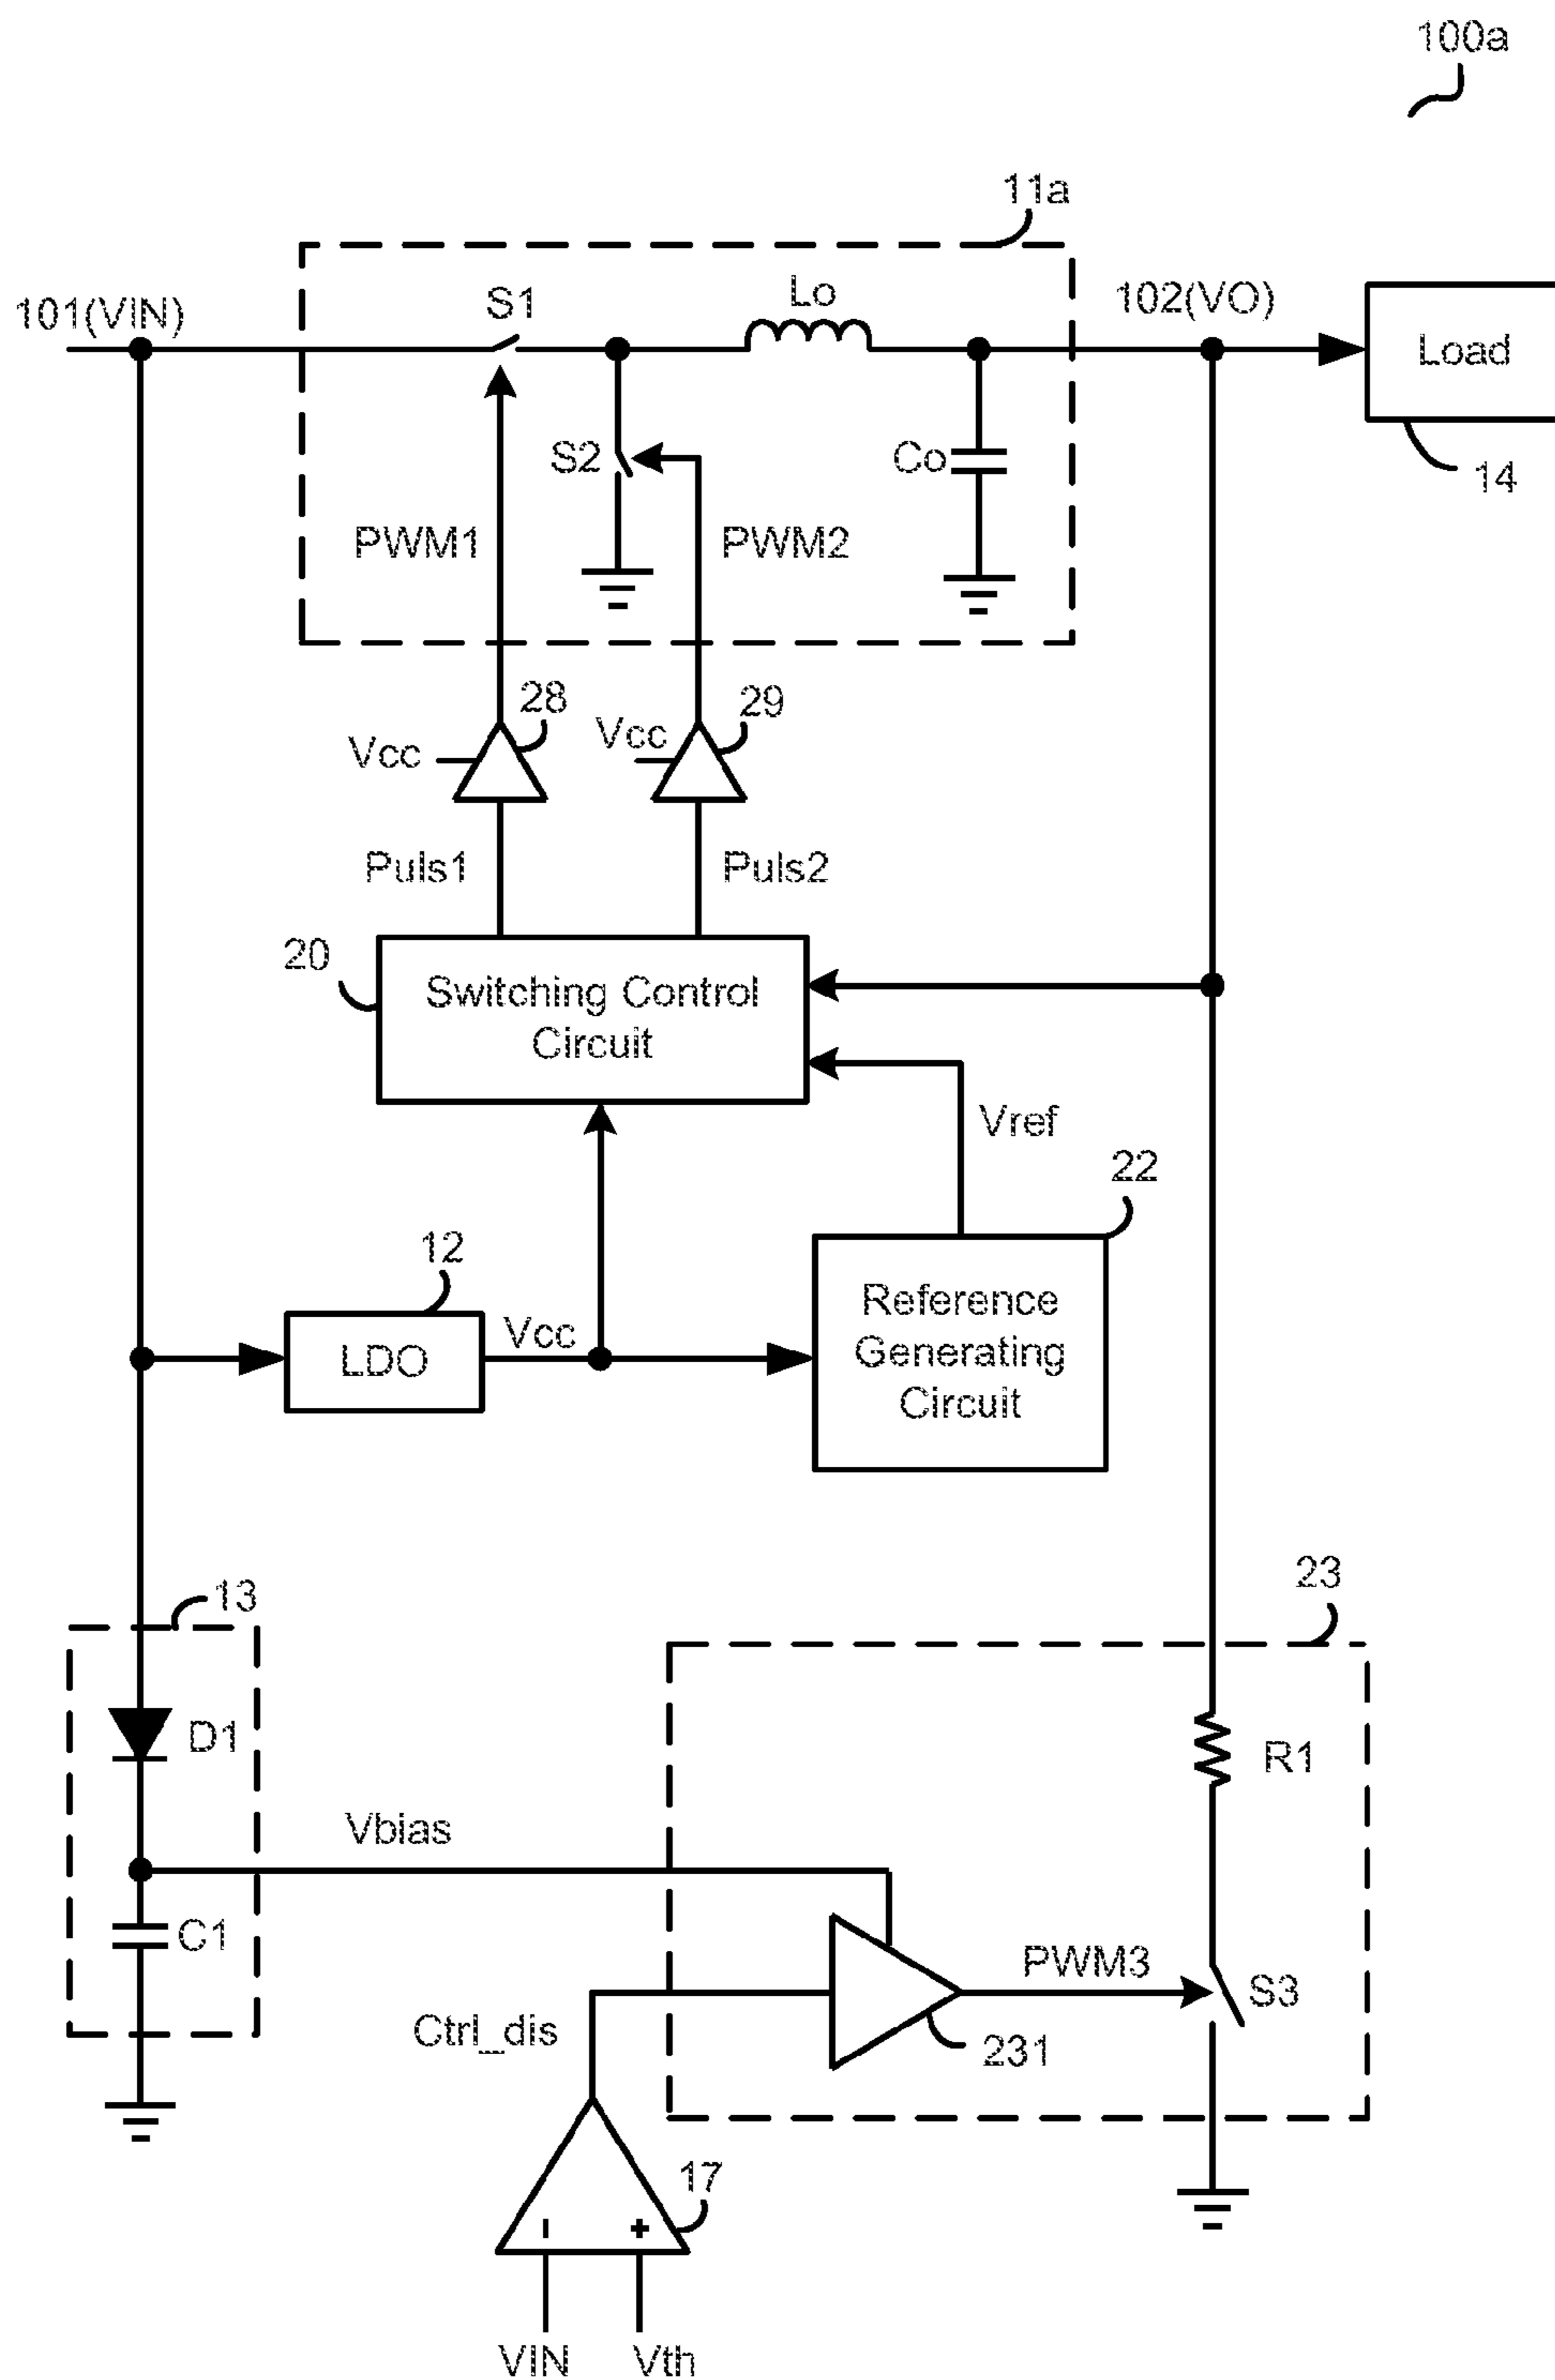 100a
11a
101(VIN)
S1
Lo
102(VO)
Load
S2
Co
14
PWM1
PWM2
28
29
Vcc
Vcc
Puls1
Puls2
20
Switching Control
Circuit
Vref
22
12
LDO
Vcc
Reference
Generating
Circuit
13
23
D1
R1
Vbias
C1
PWM3
S3
Ctrl_dis
231
17
-
+
VIN
Vth